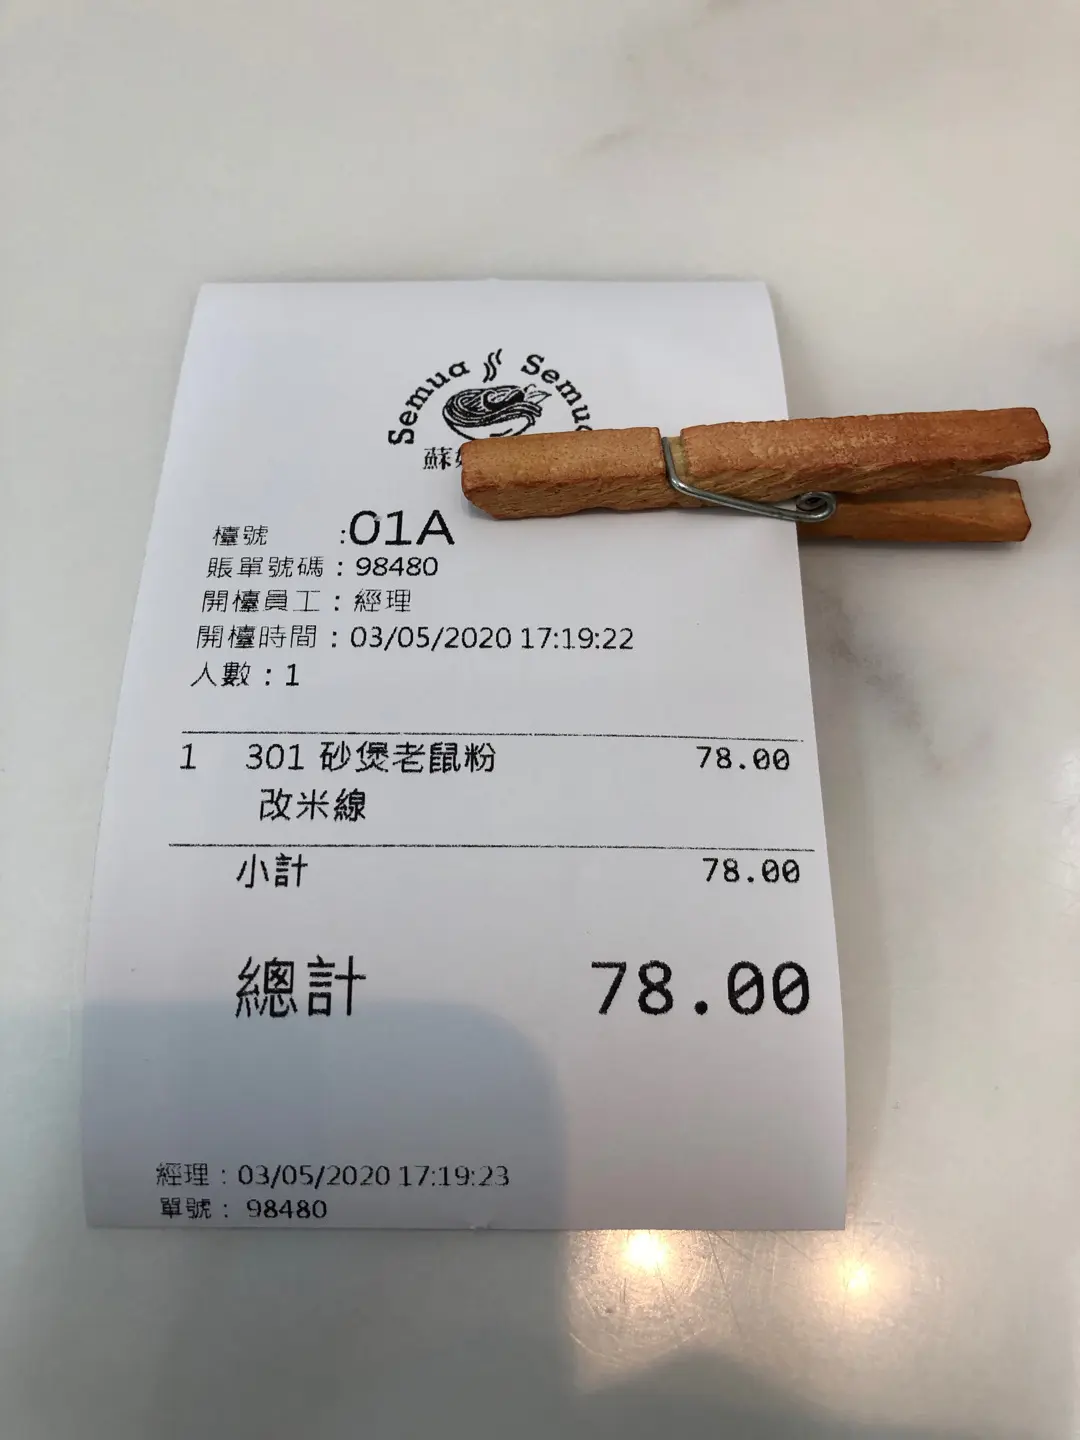 Semua Semua
蘇
檯號 :01A
賬單號碼：98480
開檯員工：經理
開檯時間：03/05/2020 17:19:22
人數：1
1 301 砂煲老鼠粉 78.00
改米線
小計 78.00
總計 78.00
經理：03/05/2020 17:19:23
單號： 98480